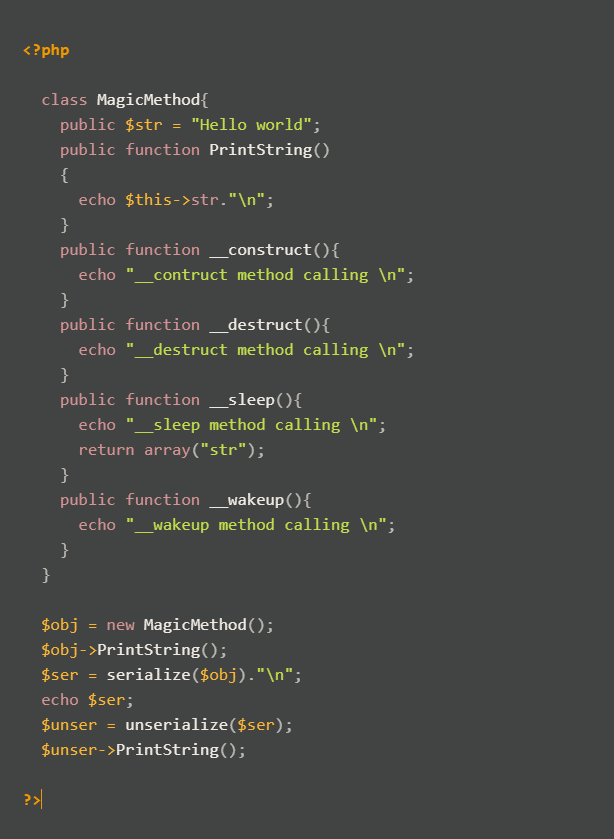 <?php
class MagicMethod{
public $str = "Hello world";
public function PrintString()
{
echo $this->str."\n";
}
public function __construct(){
echo "__contruct method calling \n";
}
public function __destruct(){
echo "__destruct method calling \n";
}
public function __sleep(){
echo "__sleep method calling \n";
return array("str");
}
public function __wakeup(){
echo "__wakeup method calling \n";
}
}
$obj = new MagicMethod();
$obj->PrintString();
$ser = serialize($obj)."\n";
echo $ser;
$unser = unserialize($ser);
$unser->PrintString();
?>